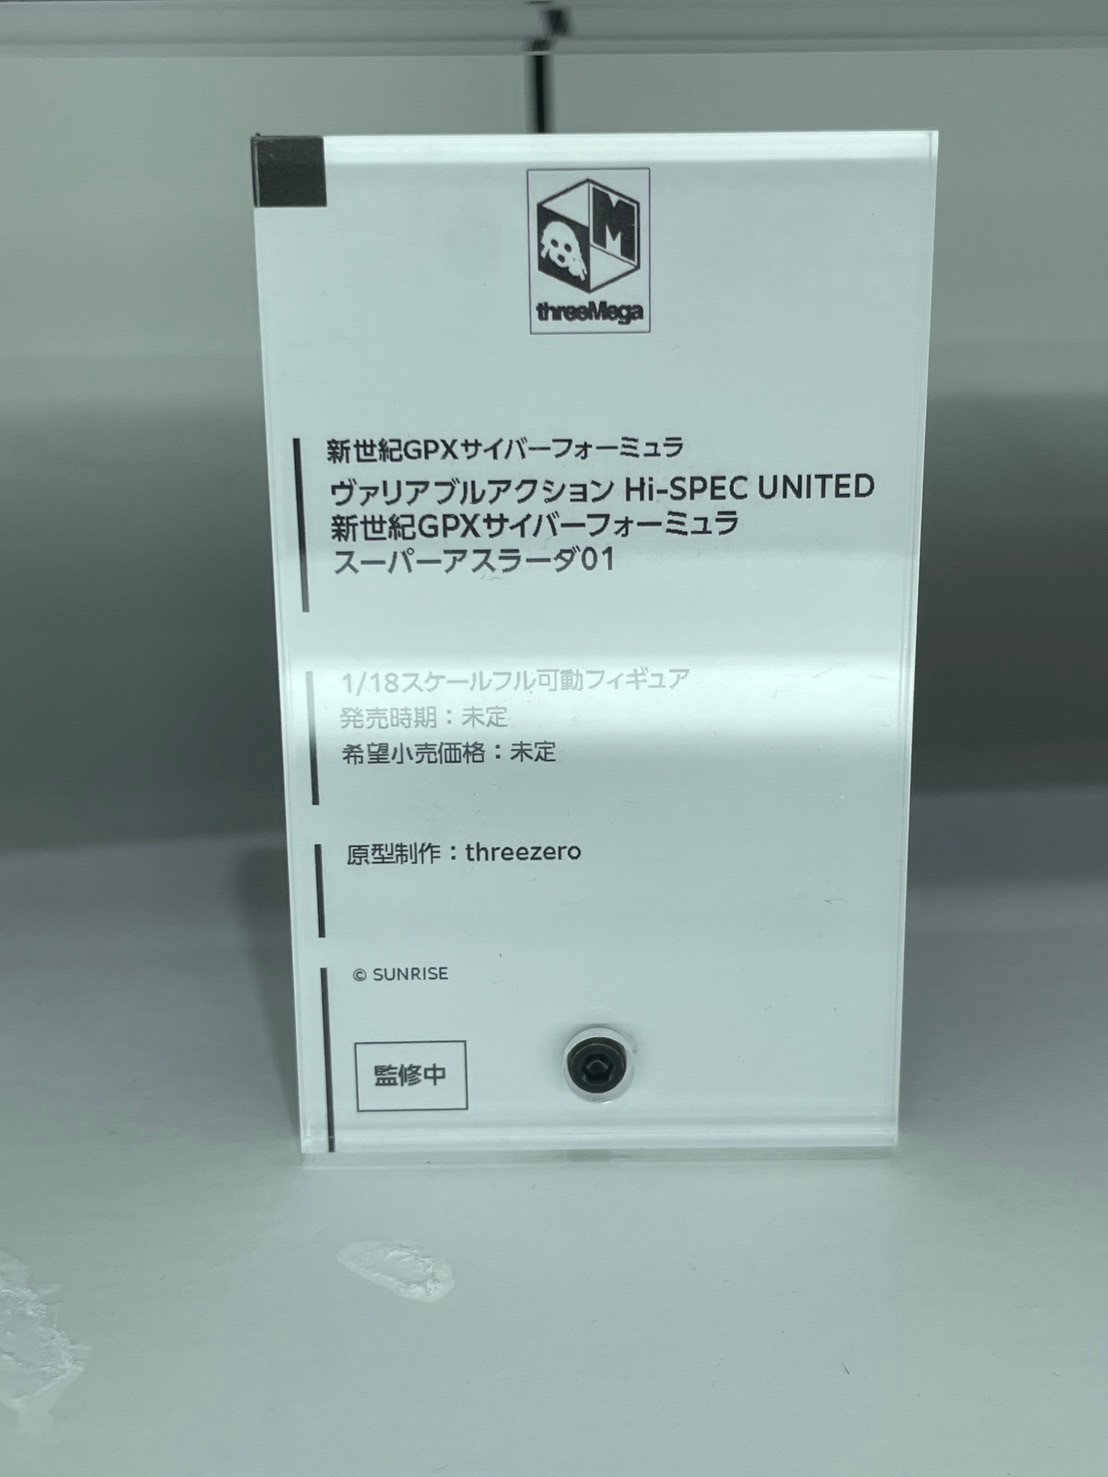 M
threeMega
新世紀GPXサイバーフォーミュラ
ヴァリアブルアクション Hi-SPEC UNITED
新世紀GPXサイバーフォーミュラ
スーパーアスラーダ01
1/18スケールフル可動フィギュア
発売時期：未定
希望小売価格：未定
原型制作：threezero
© SUNRISE
監修中